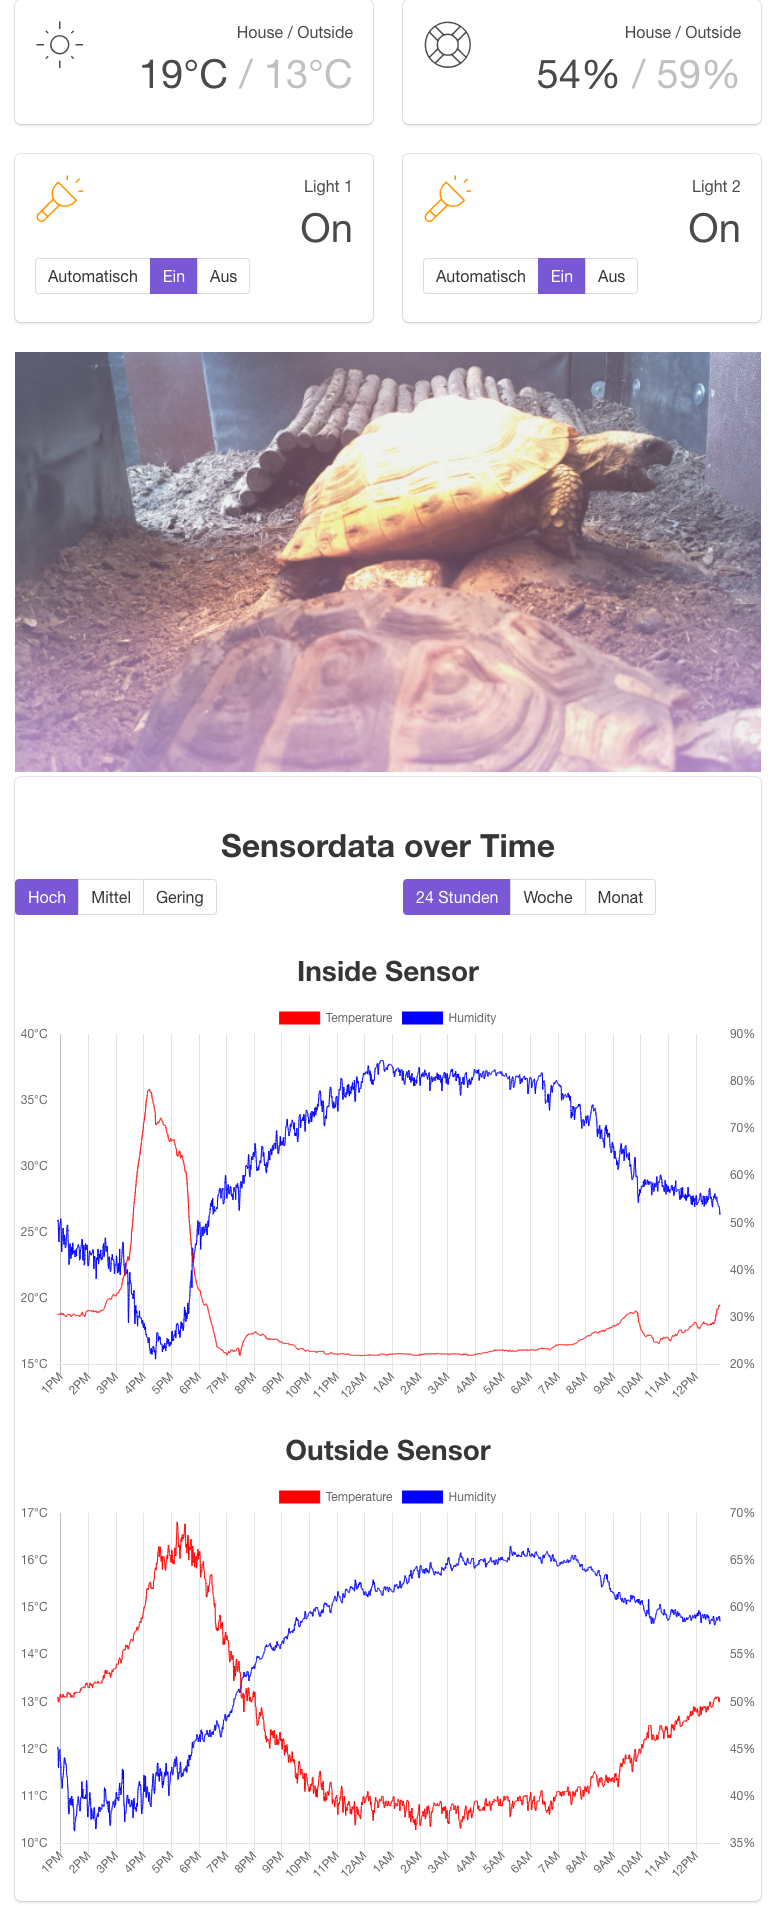 House / Outside
19°C / 13°C
House / Outside
54% / 59%
Light 1
On
Automatisch Ein Aus
Light 2
On
Automatisch Ein Aus
Sensordata over Time
Hoch Mittel Gering
24 Stunden Woche Monat
Inside Sensor
Temperature Humidity
40°C
35°C
30°C
25°C
20°C
15°C
90%
80%
70%
60%
50%
40%
30%
20%
1PM 2PM 3PM 4PM 5PM 6PM 7PM 8PM 9PM 10PM 11PM 12AM 1AM 2AM 3AM 4AM 5AM 6AM 7AM 8AM 9AM 10AM 11AM 12PM
Outside Sensor
Temperature Humidity
17°C
16°C
15°C
14°C
13°C
12°C
11°C
10°C
70%
65%
60%
55%
50%
45%
40%
35%
1PM 2PM 3PM 4PM 5PM 6PM 7PM 8PM 9PM 10PM 11PM 12AM 1AM 2AM 3AM 4AM 5AM 6AM 7AM 8AM 9AM 10AM 11AM 12PM